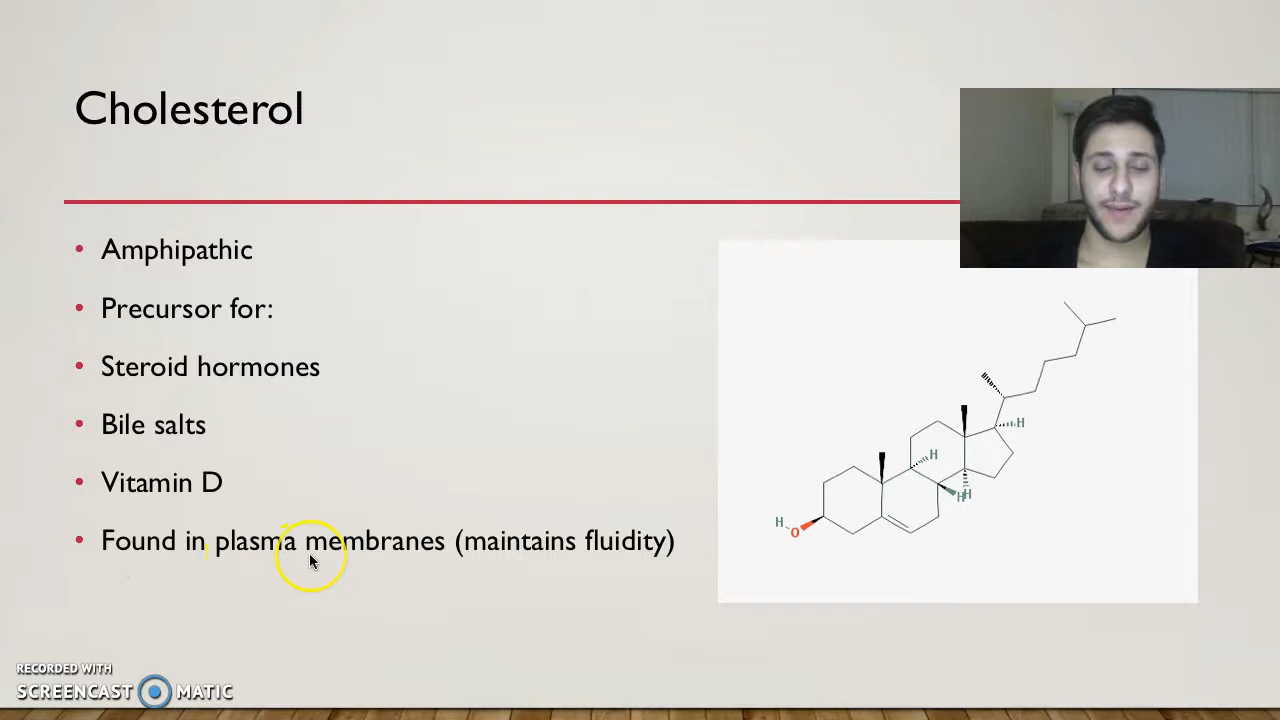 Cholesterol
• Amphipathic
• Precursor for:
• Steroid hormones
• Bile salts
• Vitamin D
• Found in plasma membranes (maintains fluidity)
H
H
H
H
H
O
RECORDED WITH
SCREENCAST MATIC